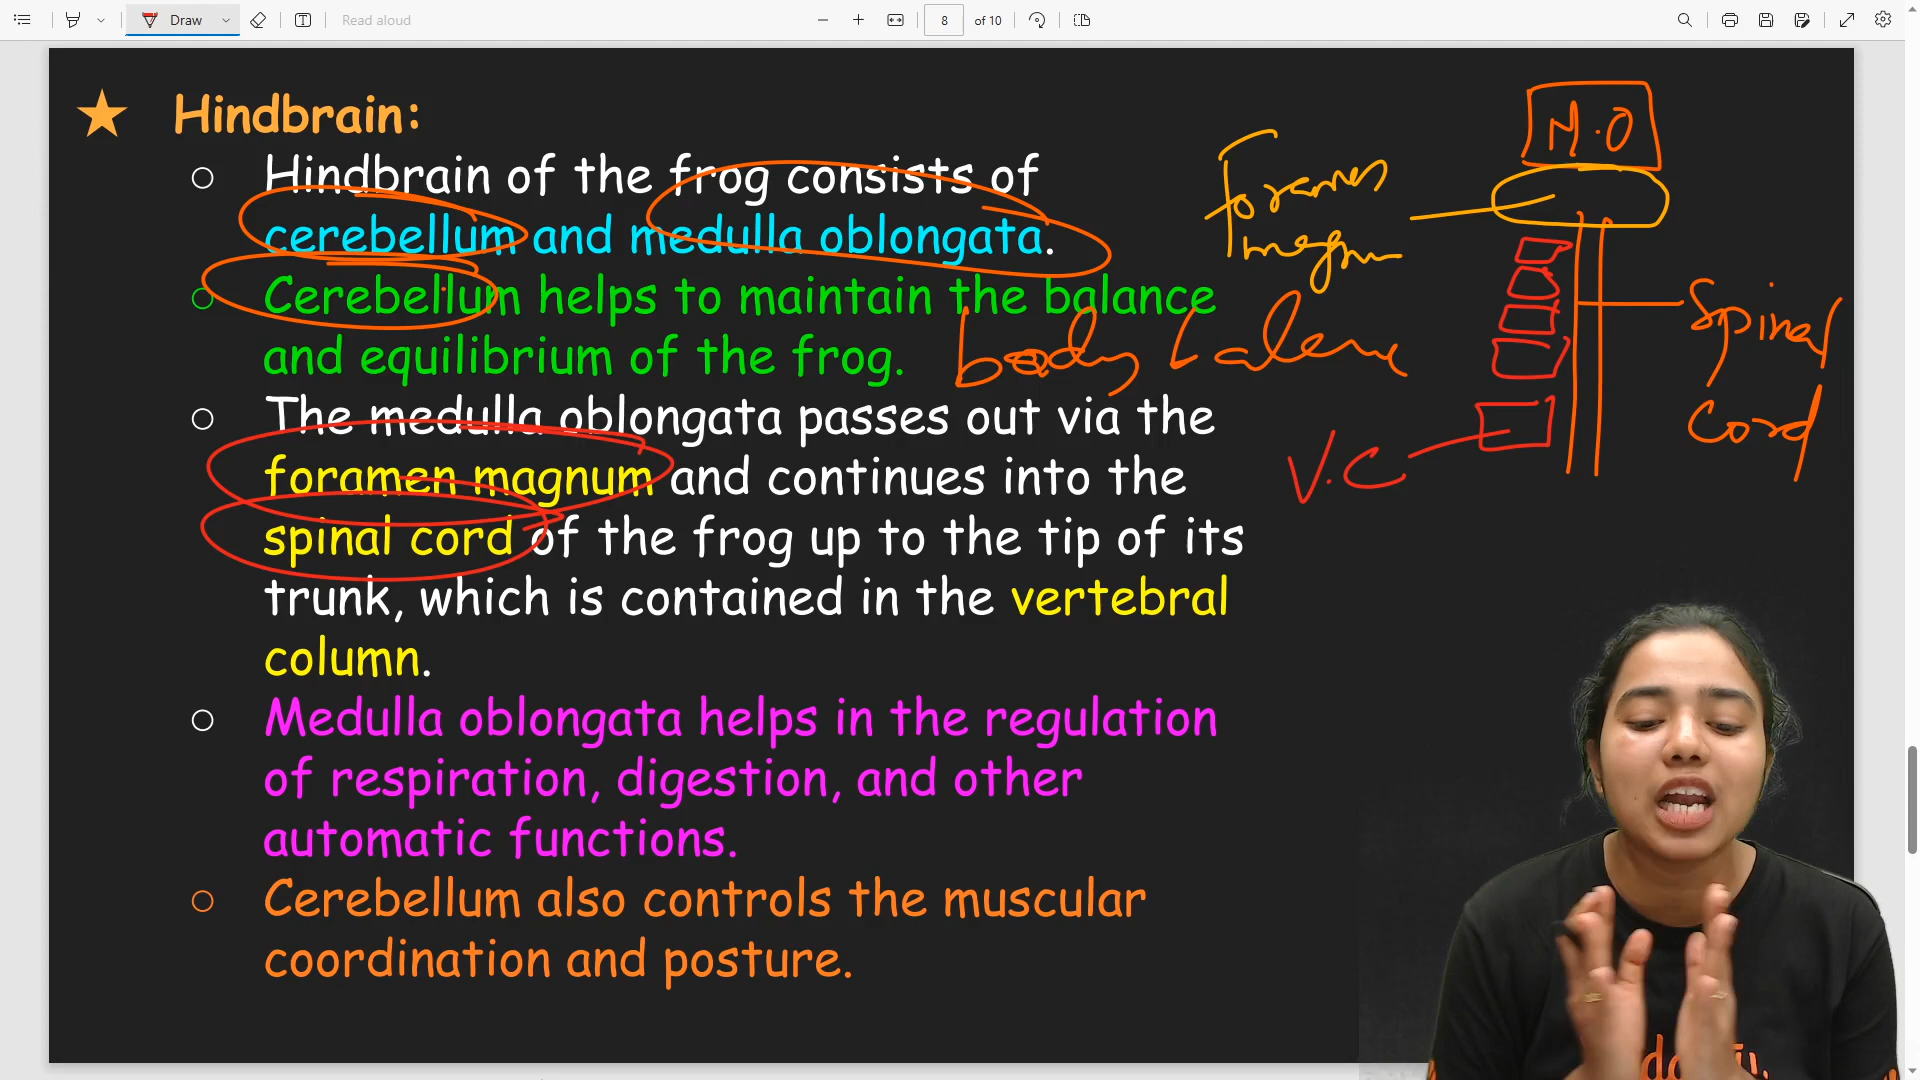 Draw
Read aloud
8
of 10
Hindbrain:
Hindbrain of the frog consists of
cerebellum and medulla oblongata.
Cerebellum helps to maintain the balance
and equilibrium of the frog.
The medulla oblongata passes out via the
foramen magnum and continues into the
spinal cord of the frog up to the tip of its
trunk, which is contained in the vertebral
column.
Medulla oblongata helps in the regulation
of respiration, digestion, and other
automatic functions.
Cerebellum also controls the muscular
coordination and posture.
M.O
Foramen
magnum
body balance
Spinal
Cord
V.C